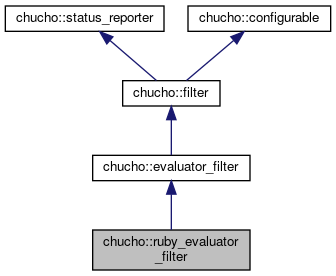 chucho::status_reporter
chucho::configurable
chucho::filter
chucho::evaluator_filter
chucho::ruby_evaluator
_filter